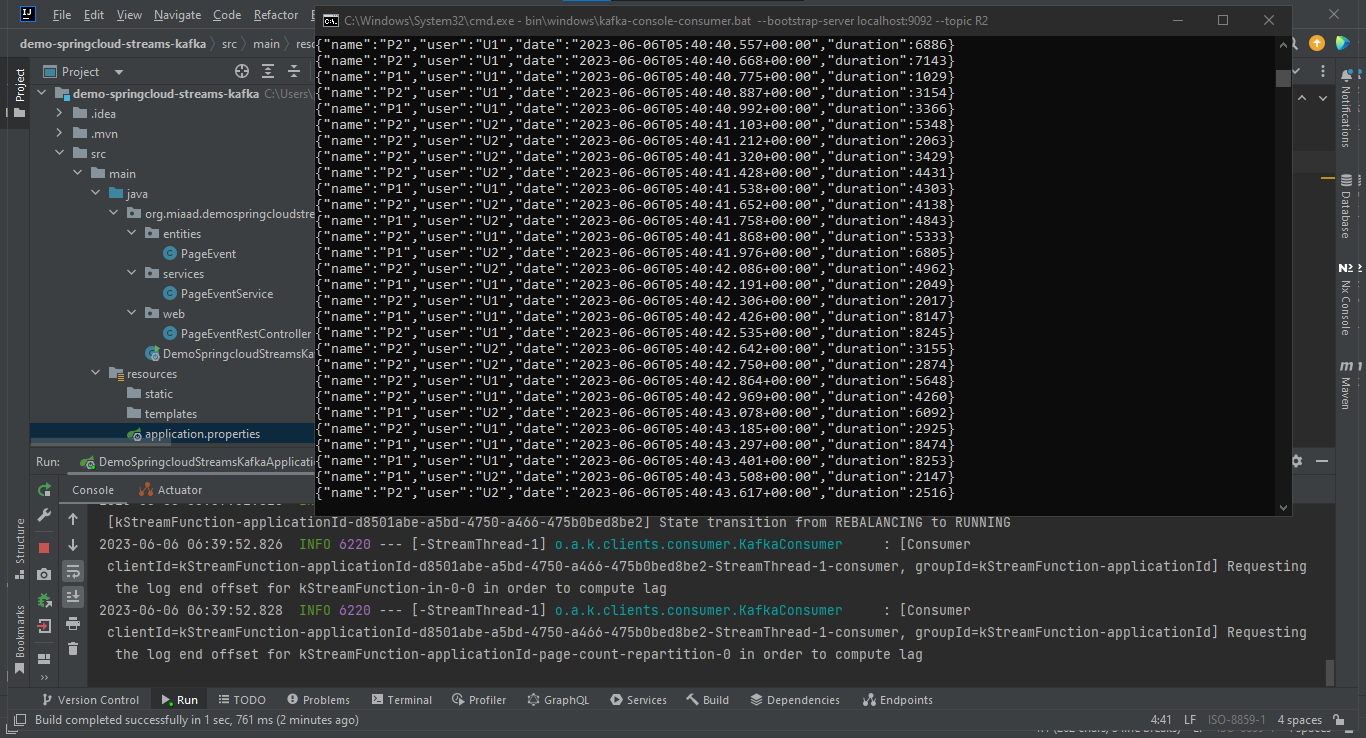 File Edit View Navigate Code Refactor
C:\Windows\System32\cmd.exe - bin\windows\kafka-console-consumer.bat --bootstrap-server localhost:9092 --topic R2
demo-springcloud-streams-kafka src main
Project
demo-springcloud-streams-kafka C:\Users\
.idea
.mvn
src
main
java
org.miaad.demospringcloudstre
entities
PageEvent
services
PageEventService
web
PageEventRestController
DemoSpringcloudStreamsKa
resources
static
templates
application.properties
{"name":"P2","user":"U1","date":"2023-06-06T05:40:40.557+00:00","duration":6886}
{"name":"P2","user":"U1","date":"2023-06-06T05:40:40.668+00:00","duration":7143}
{"name":"P1","user":"U1","date":"2023-06-06T05:40:40.775+00:00","duration":1029}
{"name":"P2","user":"U1","date":"2023-06-06T05:40:40.887+00:00","duration":3154}
{"name":"P1","user":"U1","date":"2023-06-06T05:40:40.992+00:00","duration":3366}
{"name":"P2","user":"U2","date":"2023-06-06T05:40:41.103+00:00","duration":5348}
{"name":"P2","user":"U2","date":"2023-06-06T05:40:41.212+00:00","duration":2063}
{"name":"P2","user":"U2","date":"2023-06-06T05:40:41.320+00:00","duration":3429}
{"name":"P2","user":"U2","date":"2023-06-06T05:40:41.428+00:00","duration":4431}
{"name":"P1","user":"U1","date":"2023-06-06T05:40:41.538+00:00","duration":4303}
{"name":"P2","user":"U2","date":"2023-06-06T05:40:41.652+00:00","duration":4138}
{"name":"P1","user":"U2","date":"2023-06-06T05:40:41.758+00:00","duration":4843}
{"name":"P2","user":"U1","date":"2023-06-06T05:40:41.868+00:00","duration":5333}
{"name":"P1","user":"U2","date":"2023-06-06T05:40:41.976+00:00","duration":6805}
{"name":"P2","user":"U2","date":"2023-06-06T05:40:42.086+00:00","duration":4962}
{"name":"P1","user":"U1","date":"2023-06-06T05:40:42.191+00:00","duration":2049}
{"name":"P2","user":"U1","date":"2023-06-06T05:40:42.306+00:00","duration":2017}
{"name":"P1","user":"U1","date":"2023-06-06T05:40:42.426+00:00","duration":8147}
{"name":"P2","user":"U1","date":"2023-06-06T05:40:42.535+00:00","duration":8245}
{"name":"P2","user":"U2","date":"2023-06-06T05:40:42.642+00:00","duration":3155}
{"name":"P2","user":"U2","date":"2023-06-06T05:40:42.750+00:00","duration":2874}
{"name":"P2","user":"U1","date":"2023-06-06T05:40:42.864+00:00","duration":5648}
{"name":"P2","user":"U1","date":"2023-06-06T05:40:42.969+00:00","duration":4260}
{"name":"P1","user":"U2","date":"2023-06-06T05:40:43.078+00:00","duration":6092}
{"name":"P2","user":"U1","date":"2023-06-06T05:40:43.185+00:00","duration":2925}
{"name":"P1","user":"U1","date":"2023-06-06T05:40:43.297+00:00","duration":8474}
{"name":"P1","user":"U1","date":"2023-06-06T05:40:43.401+00:00","duration":8253}
{"name":"P1","user":"U2","date":"2023-06-06T05:40:43.508+00:00","duration":2147}
{"name":"P2","user":"U2","date":"2023-06-06T05:40:43.617+00:00","duration":2516}
Project
Structure
Bookmarks
Notifications
Database
Nx Console
Maven
Run: DemoSpringcloudStreamsKafkaApplicati
Console Actuator
[kStreamFunction-applicationId-d8501abe-a5bd-4750-a466-475b0bed8be2] State transition from REBALANCING to RUNNING
2023-06-06 06:39:52.826 INFO 6220 --- [-StreamThread-1] o.a.k.clients.consumer.KafkaConsumer : [Consumer
clientId=kStreamFunction-applicationId-d8501abe-a5bd-4750-a466-475b0bed8be2-StreamThread-1-consumer, groupId=kStreamFunction-applicationId] Requesting
the log end offset for kStreamFunction-in-0-0 in order to compute lag
2023-06-06 06:39:52.828 INFO 6220 --- [-StreamThread-1] o.a.k.clients.consumer.KafkaConsumer : [Consumer
clientId=kStreamFunction-applicationId-d8501abe-a5bd-4750-a466-475b0bed8be2-StreamThread-1-consumer, groupId=kStreamFunction-applicationId] Requesting
the log end offset for kStreamFunction-applicationId-page-count-repartition-0 in order to compute lag
Version Control Run TODO Problems Terminal Profiler GraphQL Services Build Dependencies Endpoints
Build completed successfully in 1 sec, 761 ms (2 minutes ago) 4:41 LF ISO-8859-1 4 spaces